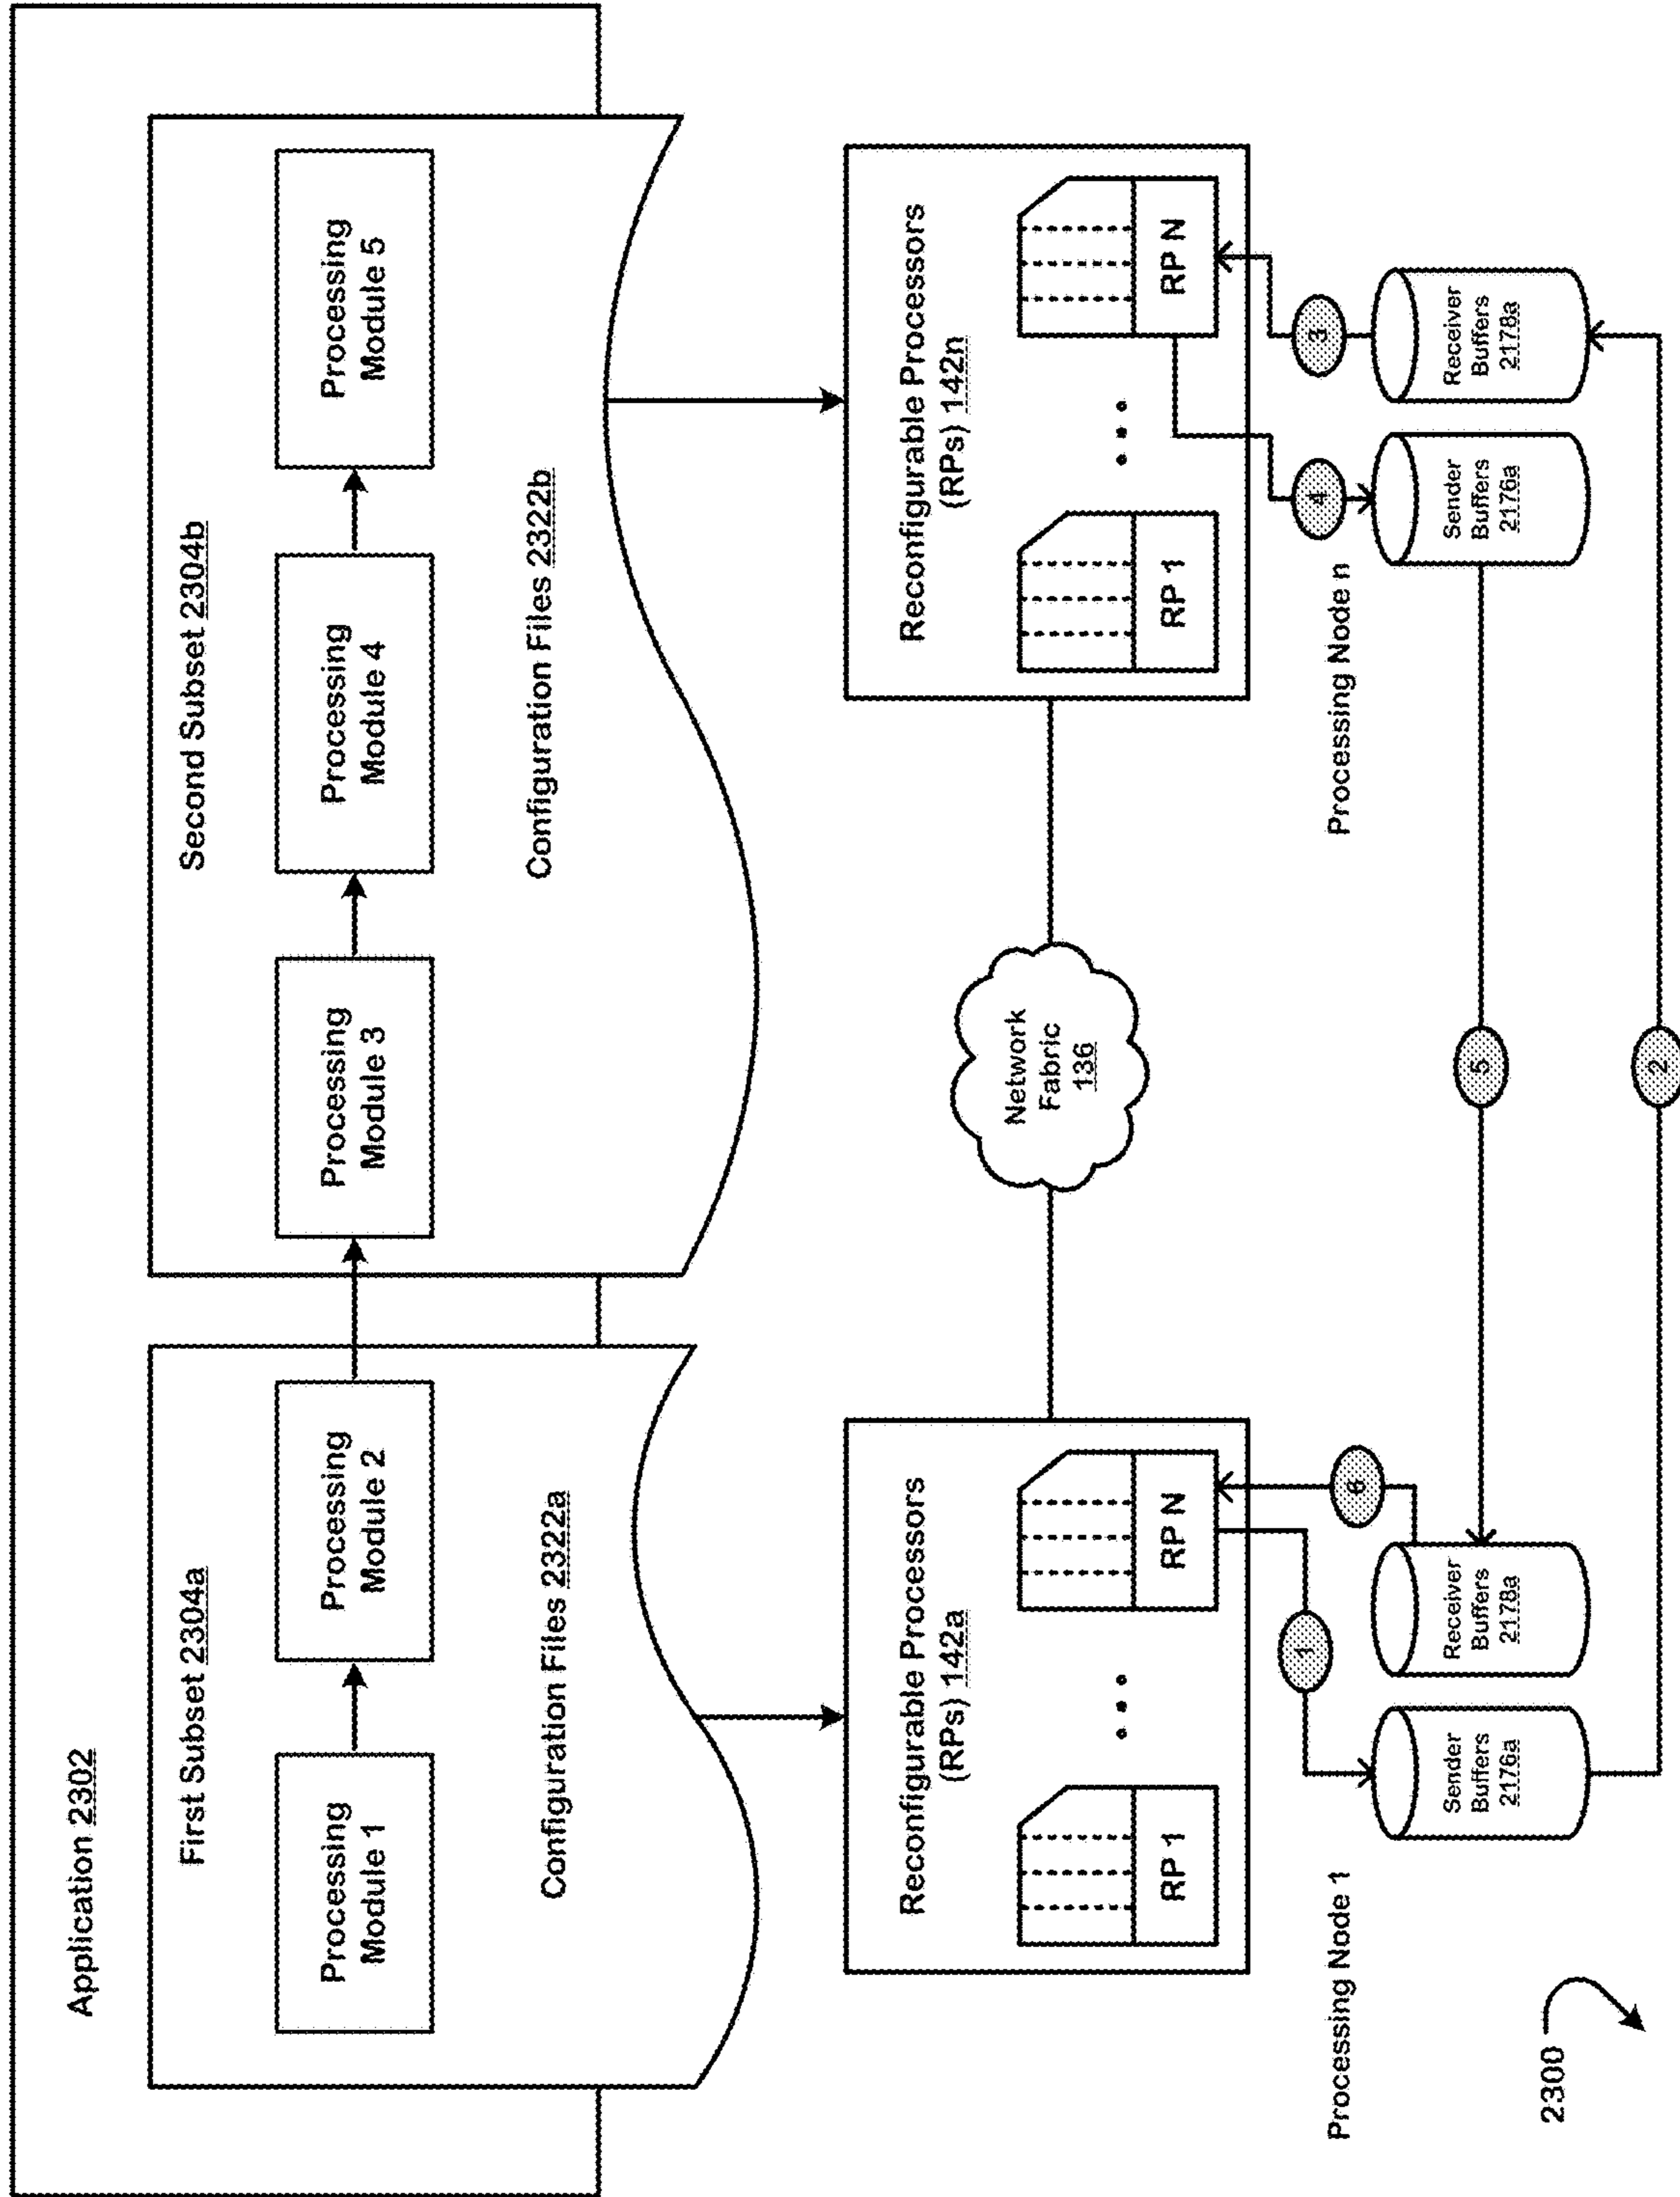 Application 2302
First Subset 2304a
Processing
Module 1
Processing
Module 2
Configuration Files 2322a
Second Subset 2304b
Processing
Module 3
Processing
Module 4
Processing
Module 5
Configuration Files 2322b
Reconfigurable Processors
(RPs) 142a
RP 1
• • •
RP N
Network
Fabric
136
Reconfigurable Processors
(RPs) 142n
RP 1
• • •
RP N
Processing Node 1
1
6
Sender
Buffers
2176a
Receiver
Buffers
2178a
Processing Node n
4
3
Sender
Buffers
2176a
Receiver
Buffers
2178a
5
2
2300